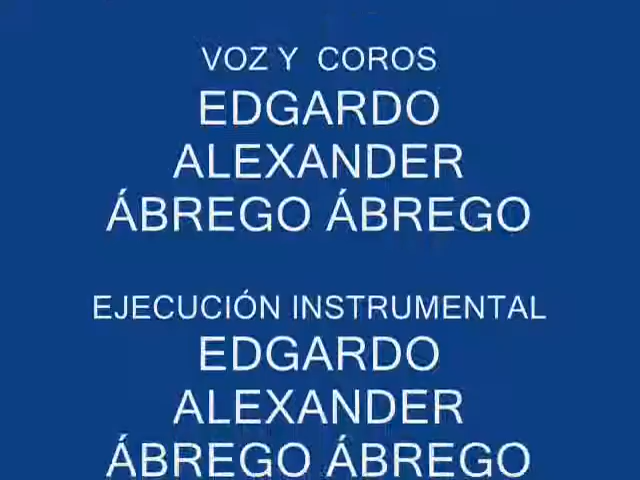 VOZ Y COROS
EDGARDO
ALEXANDER
ÁBREGO ÁBREGO
EJECUCIÓN INSTRUMENTAL
EDGARDO
ALEXANDER
ÁBREGO ÁBREGO